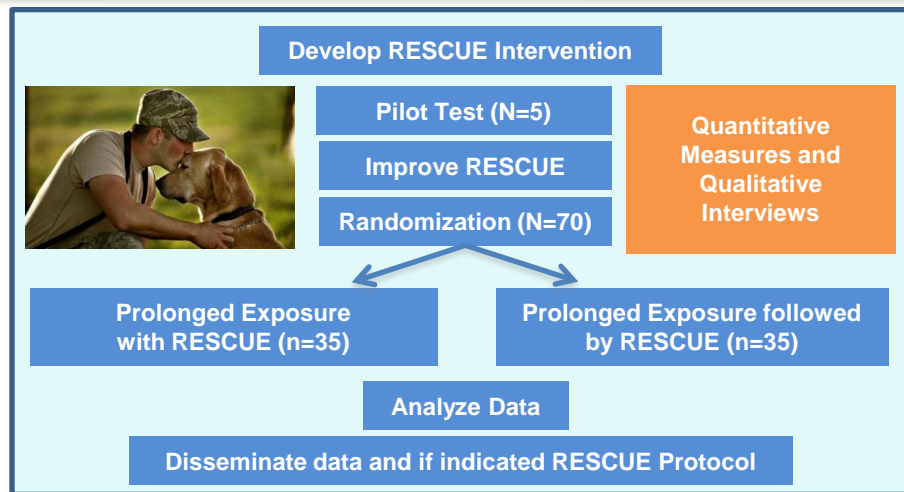 Develop RESCUE Intervention
Pilot Test (N=5)
Improve RESCUE
Randomization (N=70)
Quantitative
Measures and
Qualitative
Interviews
Prolonged Exposure
with RESCUE (n=35)
Prolonged Exposure followed
by RESCUE (n=35)
Analyze Data
Disseminate data and if indicated RESCUE Protocol